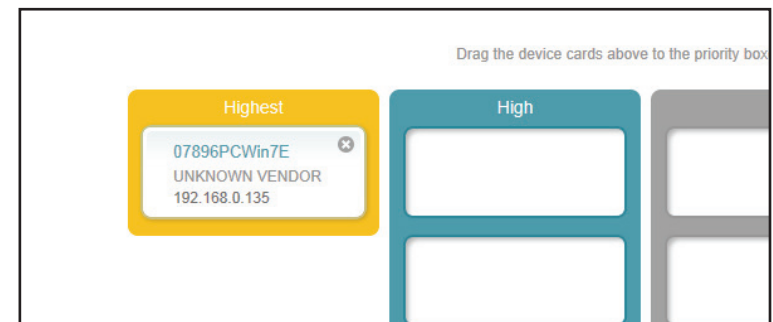 Drag the device cards above to the priority box
Highest
High
07896PCWin7E
UNKNOWN VENDOR
192.168.0.135